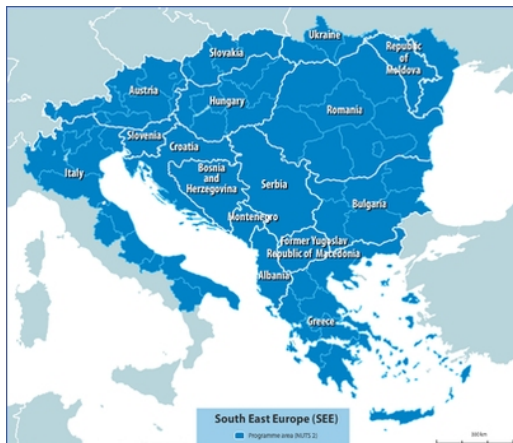 Ukraine
Slovakia
Republic
of
Moldova
Austria
Hungary
Romania
Slovenia
Croatia
Italy
Bosnia
and
Herzegovina
Serbia
Bulgaria
Montenegro
Former Yugoslav
Republic of Macedonia
Albania
Greece
South East Europe (SEE)
Programme area (NUTS 2)